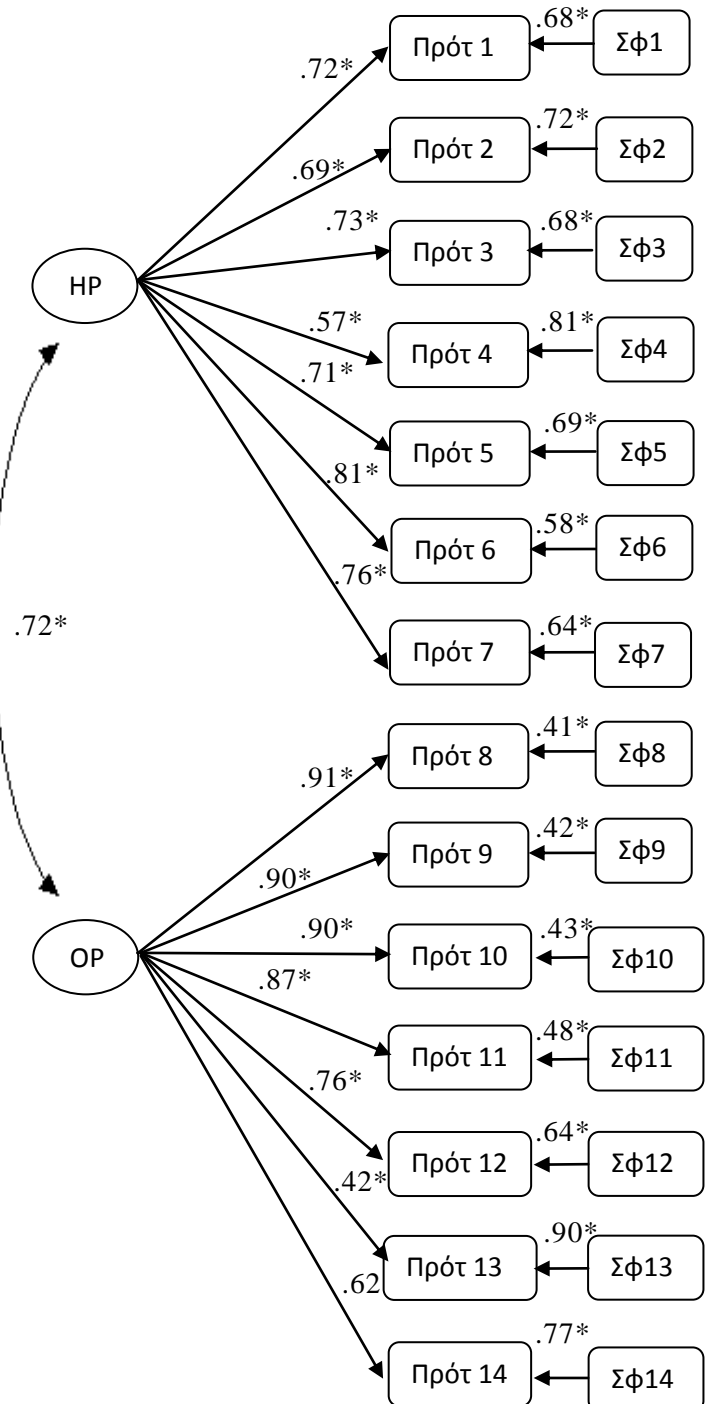 .68*
Πρότ 1
Σφ1
.72*
.72*
Πρότ 2
Σφ2
.69*
.73*
.68*
Πρότ 3
Σφ3
HP
.57*
.81*
Πρότ 4
Σφ4
.71*
.69*
Πρότ 5
Σφ5
.81*
.58*
Πρότ 6
Σφ6
.76*
.72*
.64*
Πρότ 7
Σφ7
.41*
Πρότ 8
Σφ8
.91*
.42*
Πρότ 9
Σφ9
.90*
.90*
.43*
OP
Πρότ 10
Σφ10
.87*
.48*
Πρότ 11
Σφ11
.76*
.64*
Πρότ 12
Σφ12
.42*
.90*
Πρότ 13
Σφ13
.62
.77*
Πρότ 14
Σφ14